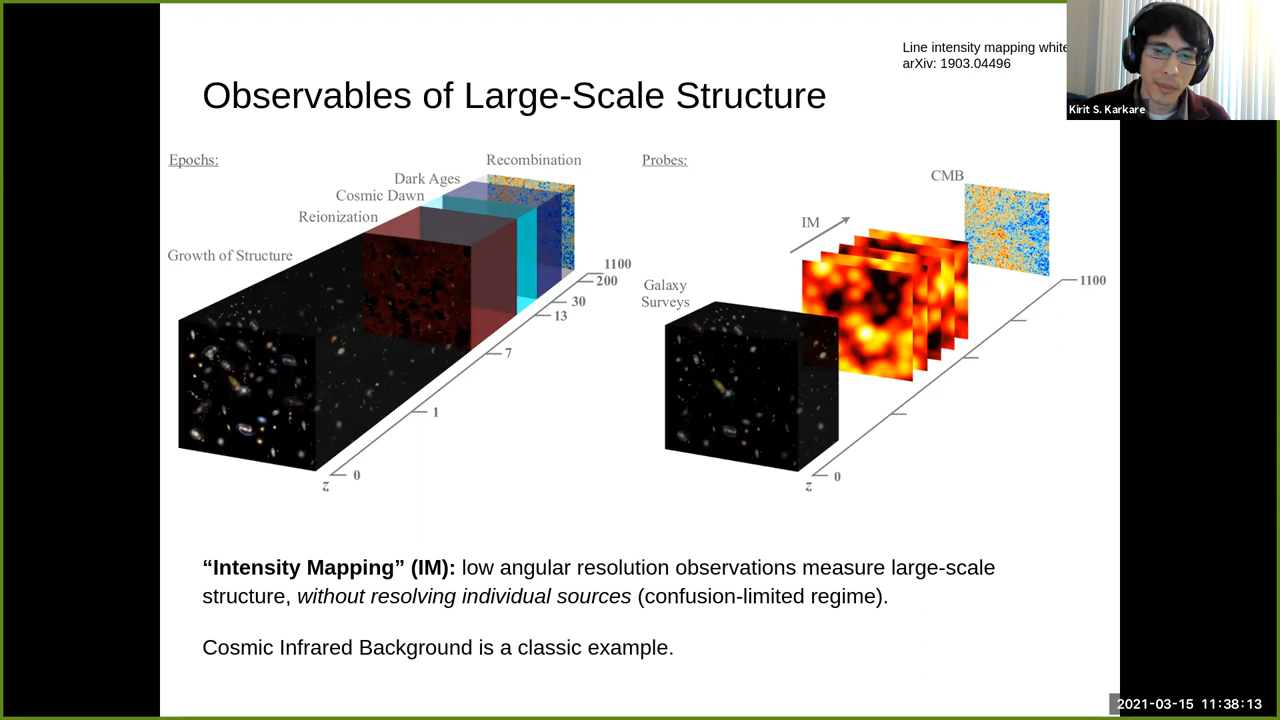 Line intensity mapping white
arXiv: 1903.04496
Kirit S. Karkare
Observables of Large-Scale Structure
Epochs:
Recombination
Dark Ages
Cosmic Dawn
Reionization
Growth of Structure
1100
200
30
13
7
1
0
z
Probes:
CMB
IM
Galaxy
Surveys
1100
0
z
“Intensity Mapping” (IM): low angular resolution observations measure large-scale
structure, without resolving individual sources (confusion-limited regime).
Cosmic Infrared Background is a classic example.
2021-03-15 11:38:13